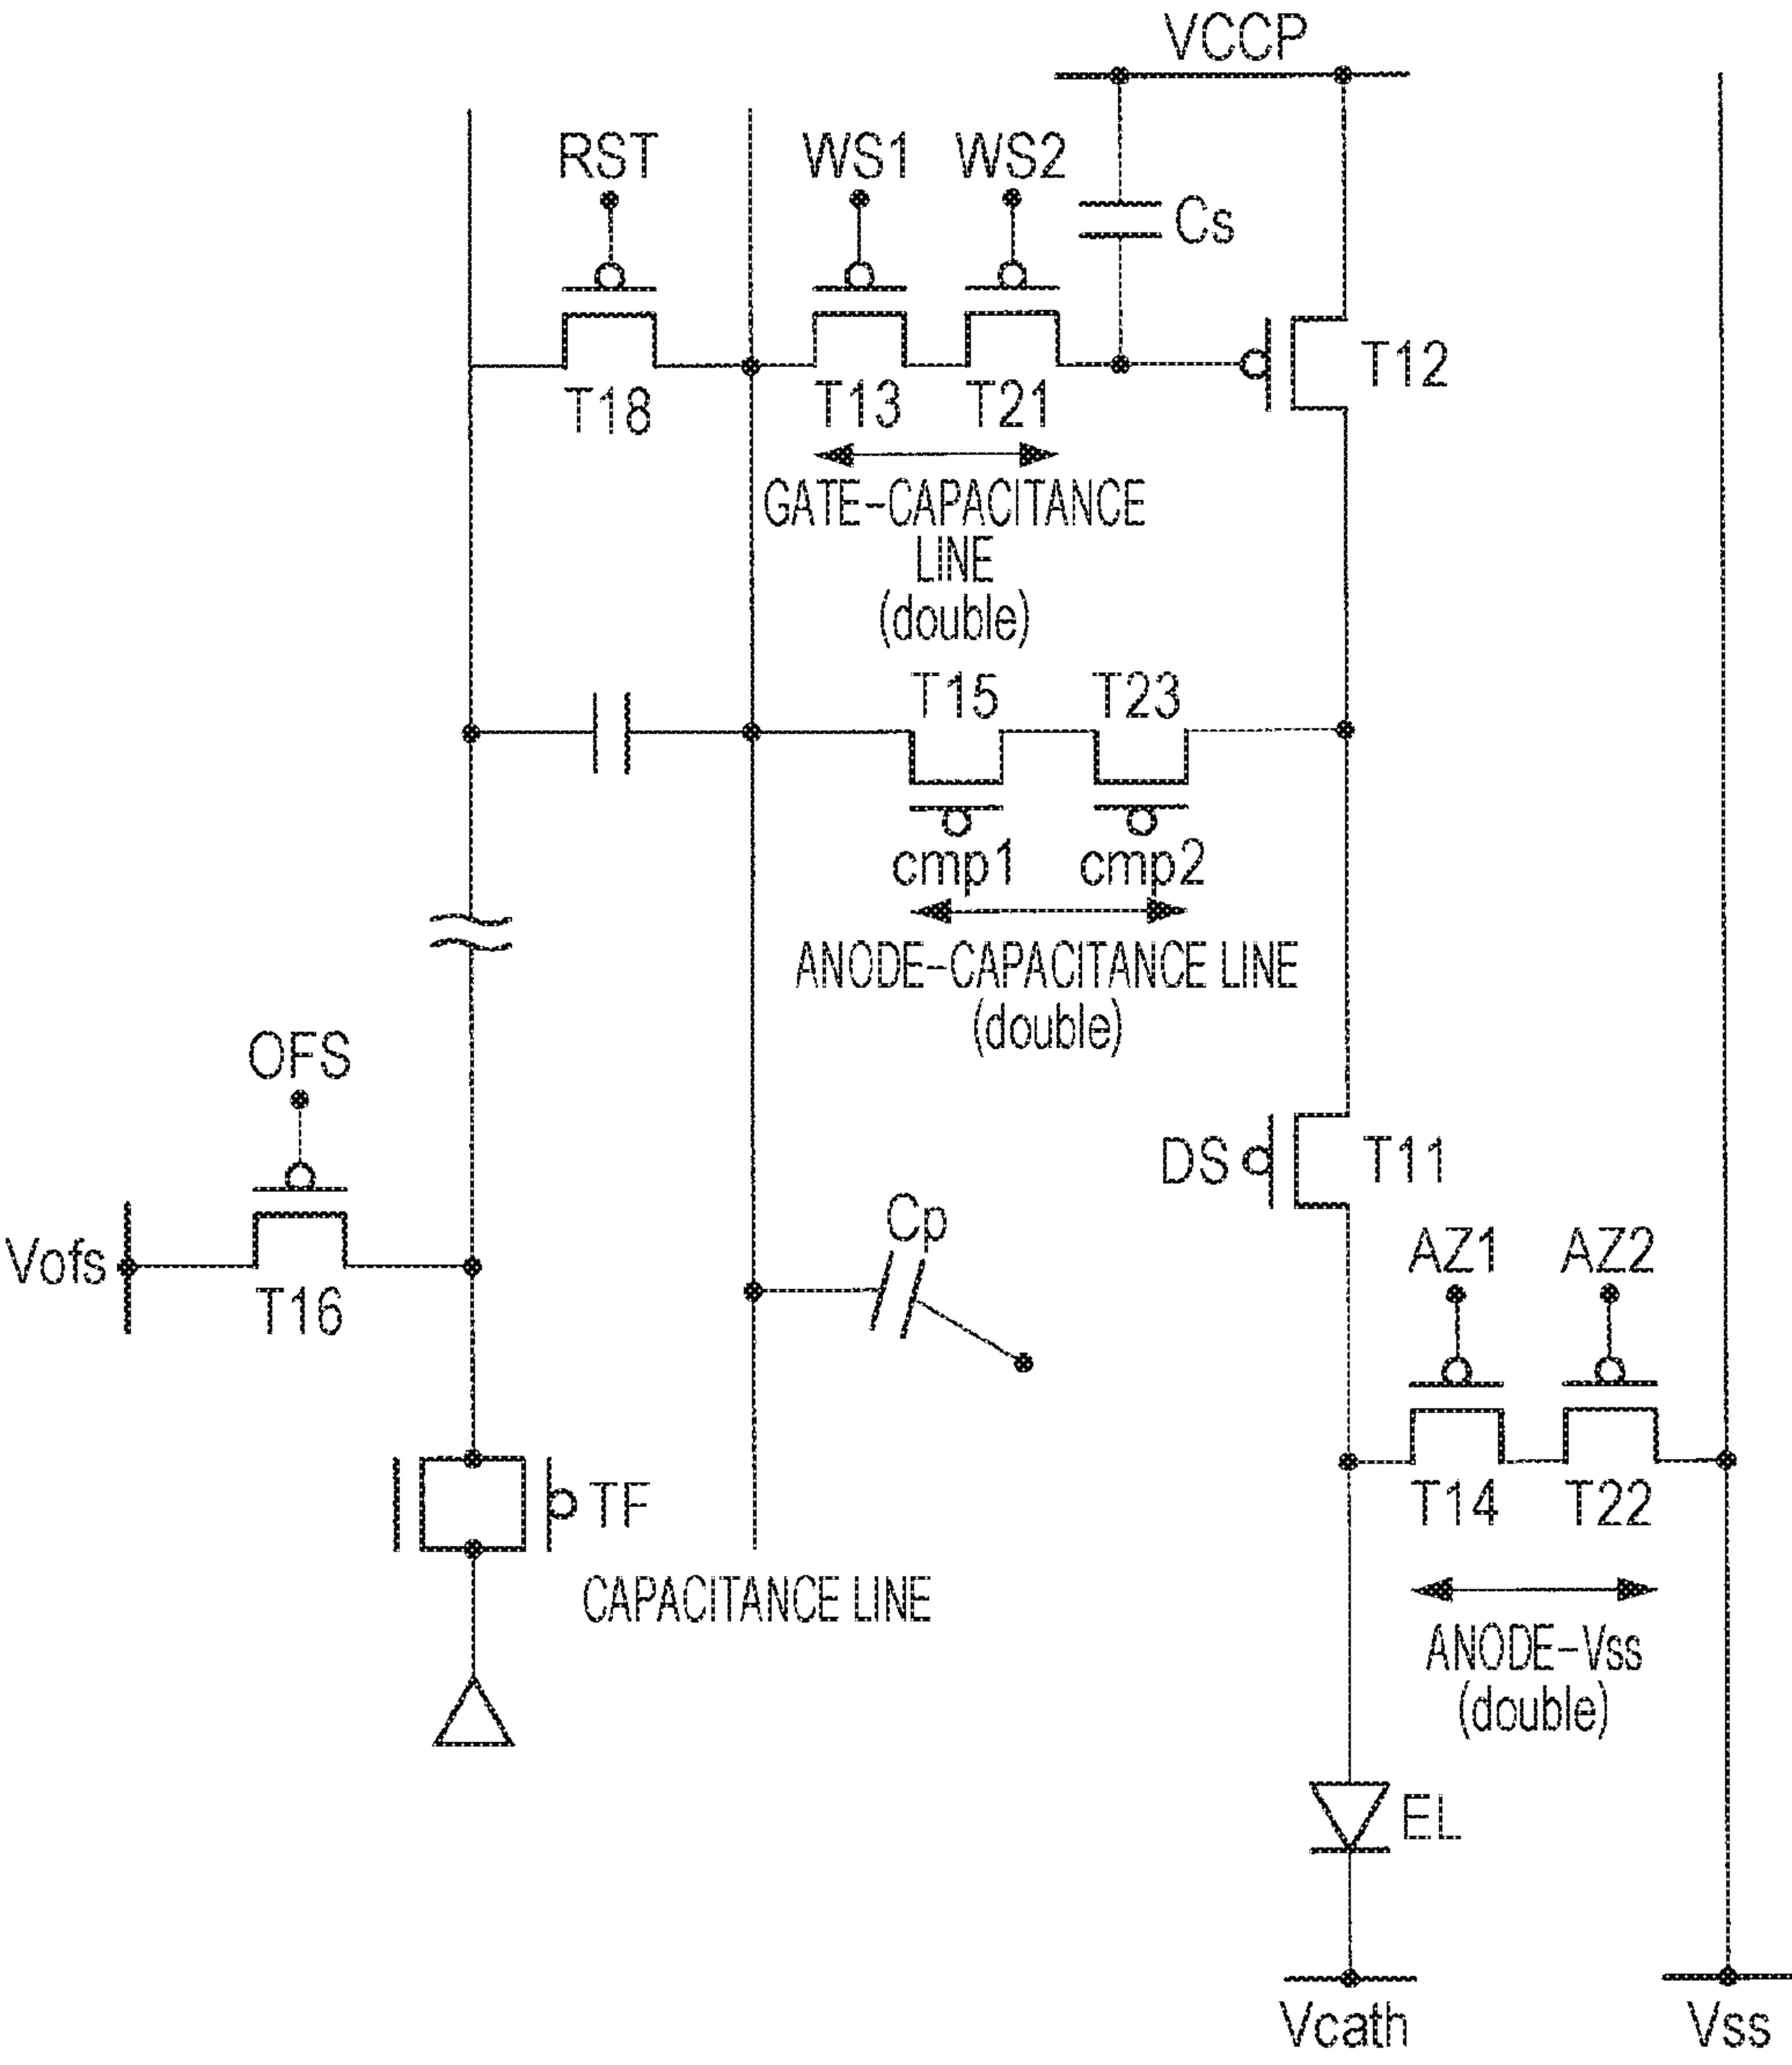 VCCP
RST
WS1
WS2
Cs
T12
T18
T13
T21
GATE-CAPACITANCE
LINE
(double)
T15
T23
cmp1
cmp2
ANODE-CAPACITANCE LINE
(double)
OFS
DS
T11
Cp
Vofs
T16
AZ1
AZ2
TF
T14
T22
CAPACITANCE LINE
ANODE-Vss
(double)
EL
Vcath
Vss